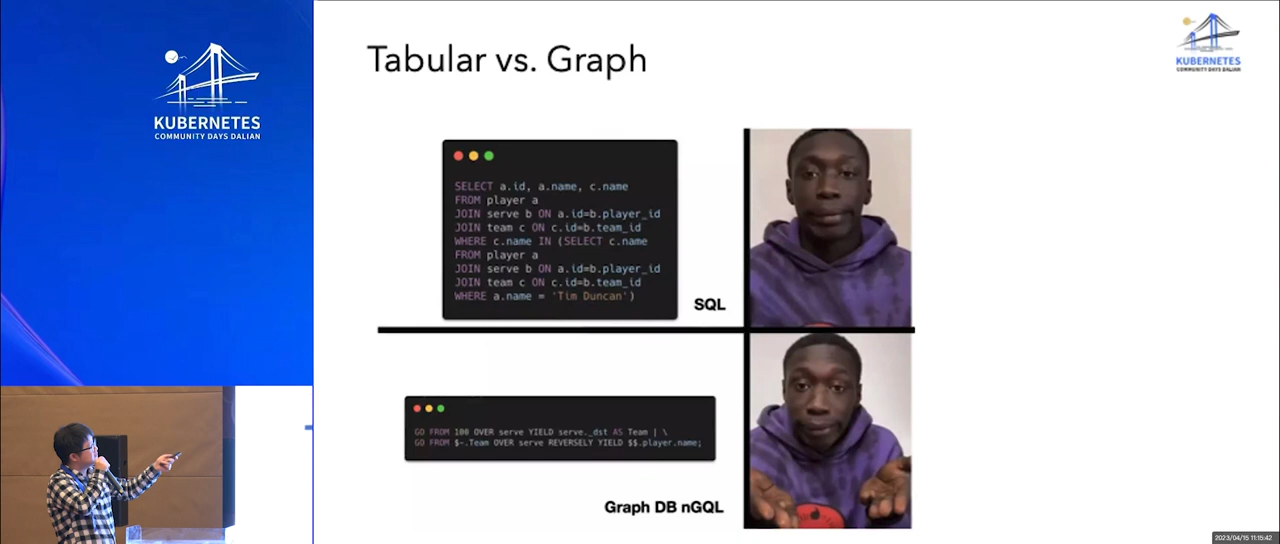 KUBERNETES
COMMUNITY DAYS DALIAN
Tabular vs. Graph
KUBERNETES
COMMUNITY DAYS DALIAN
SELECT a.id, a.name, c.name
FROM player a
JOIN serve b ON a.id=b.player_id
JOIN team c ON c.id=b.team_id
WHERE c.name IN (SELECT c.name
FROM player a
JOIN serve b ON a.id=b.player_id
JOIN team c ON c.id=b.team_id
WHERE a.name = 'Tim Duncan')
SQL
GO FROM 100 OVER serve YIELD serve._dst AS Team | \
GO FROM $-.Team OVER serve REVERSELY YIELD $$.player.name;
Graph DB nGQL
2023/04/15 11:15:42